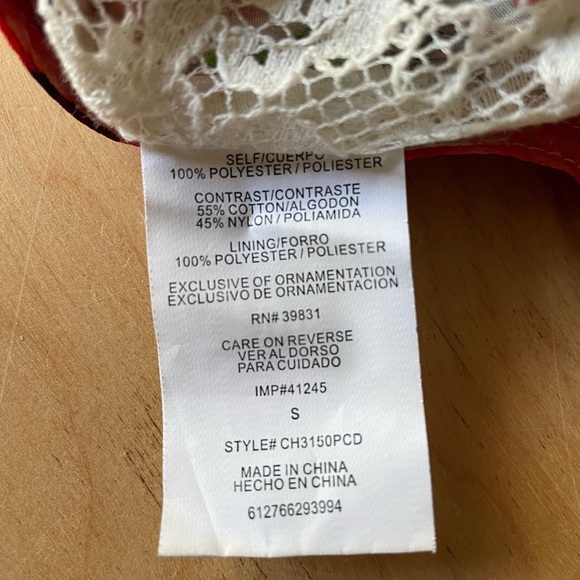 SELF/CUERPO
100% POLYESTER / POLIESTER
CONTRAST/CONTRASTE
55% COTTON/ALGODON
45% NYLON / POLIAMIDA
LINING/FORRO
100% POLYESTER / POLIESTER
EXCLUSIVE OF ORNAMENTATION
EXCLUSIVO DE ORNAMENTACION
RN# 39831
CARE ON REVERSE
VER AL DORSO
PARA CUIDADO
IMP#41245
S
STYLE# CH3150PCD
MADE IN CHINA
HECHO EN CHINA
612766293994